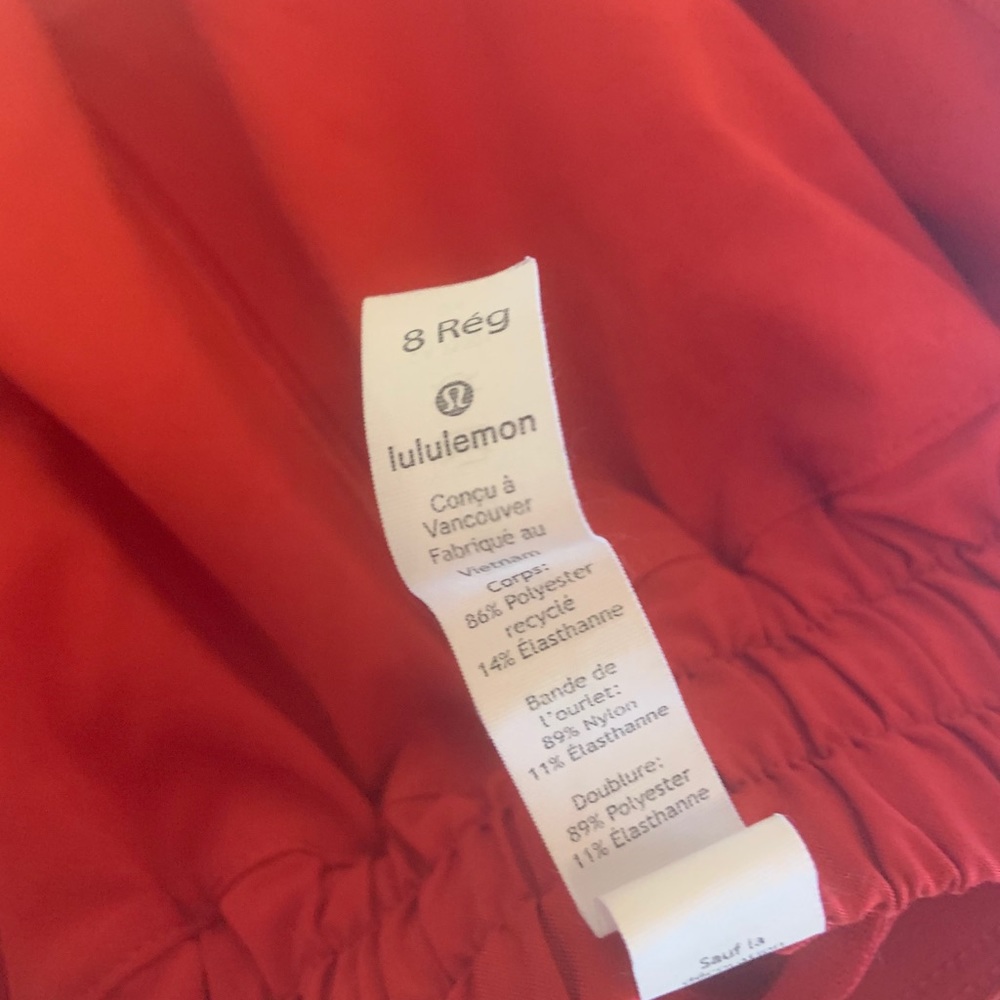 8 Rég
lululemon
Conçu à
Vancouver
Fabriqué au
Vietnam
Corps:
86% Polyester
recyclé
14% Élasthanne
Bande de
l'ourlet:
89% Nylon
11% Élasthanne
Doublure:
89% Polyester
11% Élasthanne
Sauf la